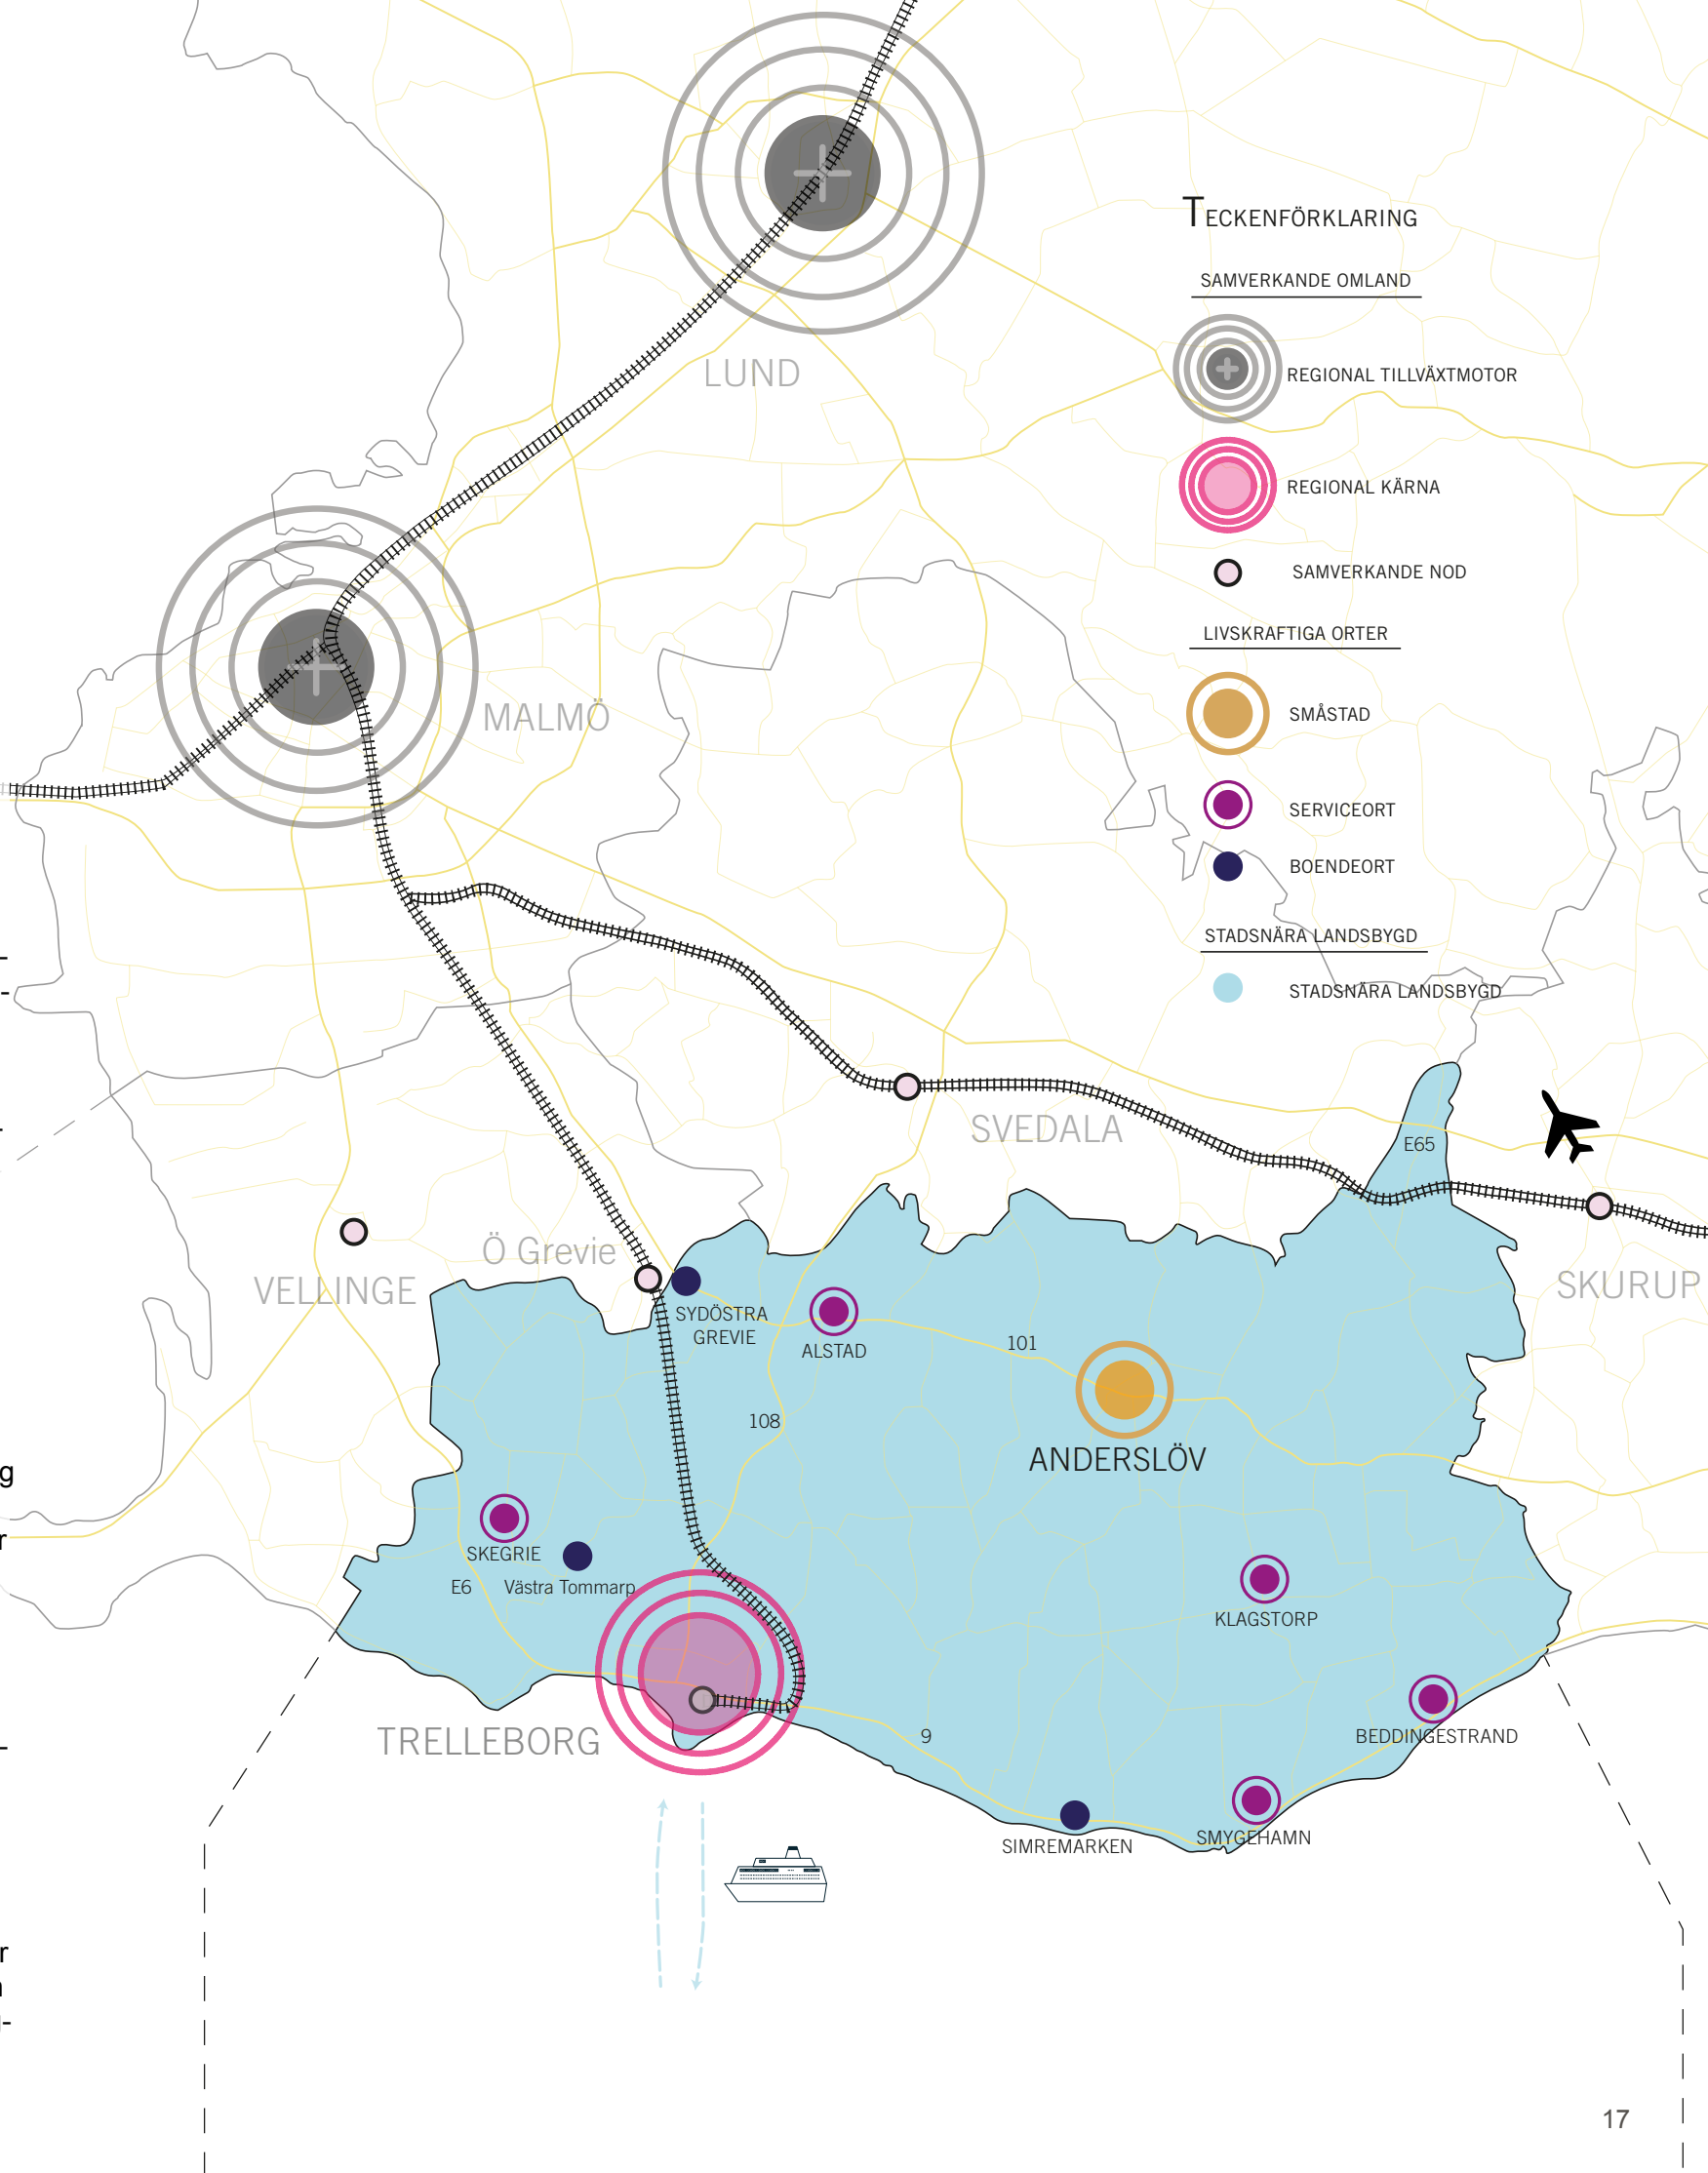 LUND
TECKENFÖRKLARING
SAMVERKANDE OMLAND
REGIONAL TILLVÄXTMOTOR
REGIONAL KÄRNA
SAMVERKANDE NOD
LIVSKRAFTIGA ORTER
SMÅSTAD
SERVICEORT
BOENDEORT
STADSNÄRA LANDSBYGD
STADSNÄRA LANDSBYGD
MALMÖ
SVEDALA
E65
Ö Grevie
VELLINGE
SKURUP
SYDÖSTRA
GREVIE
ALSTAD
101
108
ANDERSLÖV
g
r
SKEGRIE
E6
Västra Tommarp
KLAGSTORP
TRELLEBORG
9
BEDDINGESTRAND
SIMREMARKEN
SMYGEHAMN
r
17